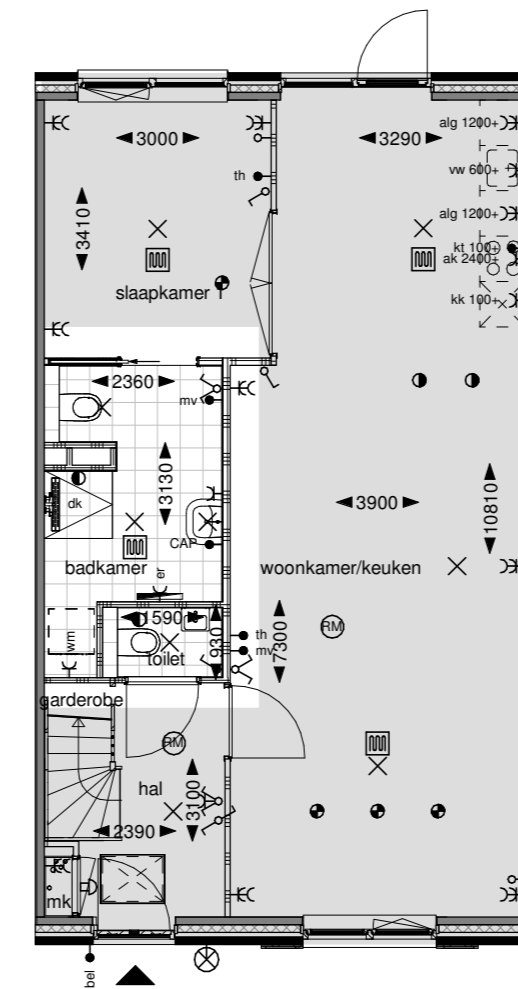 alg 1200+
3000
3290
vw 600+
th
3410
alg 1200+
kt 100+
ak 2400+
slaapkamer 1
kk 100+
2360
mv
3130
dk
3900
10810
CAP
badkamer
er
woonkamer/keuken
1590
930
wm
toilet
th
mv
7300
RM
garderobe
RM
hal
3100
2390
mk
bel